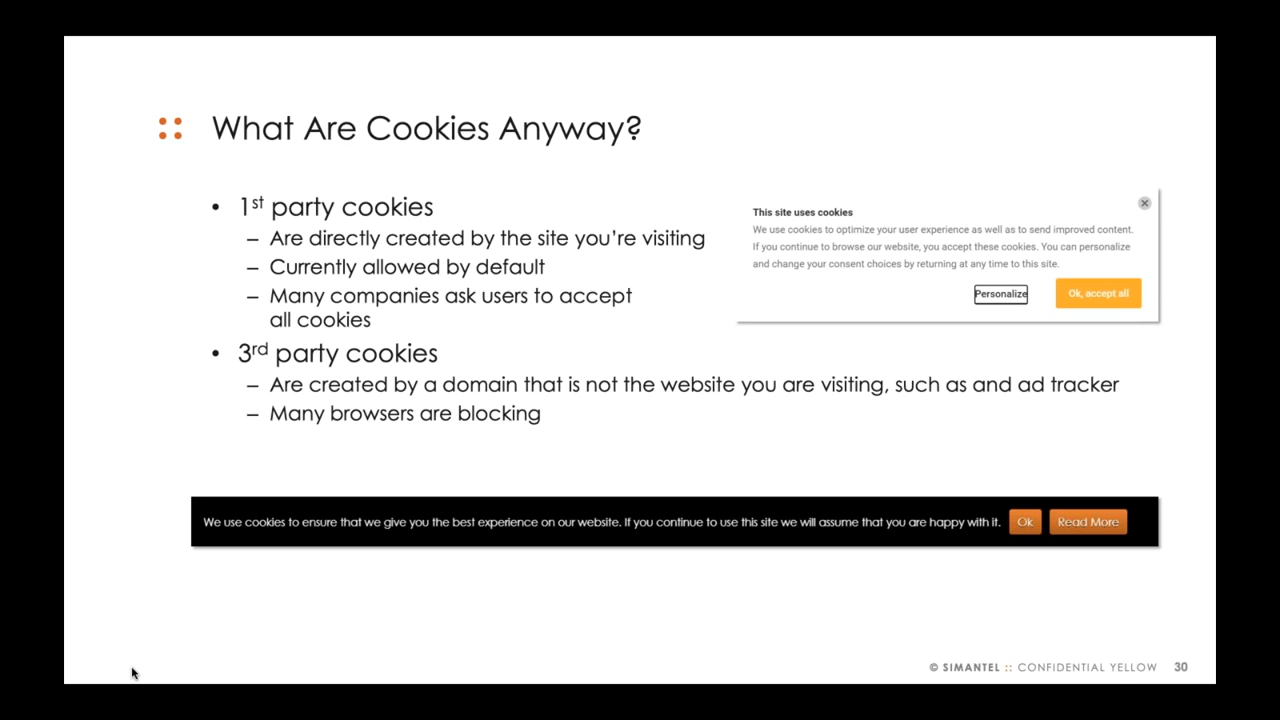 What Are Cookies Anyway?
• 1st party cookies
– Are directly created by the site you're visiting
– Currently allowed by default
– Many companies ask users to accept
all cookies
• 3rd party cookies
– Are created by a domain that is not the website you are visiting, such as and ad tracker
– Many browsers are blocking
This site uses cookies
We use cookies to optimize your user experience as well as to send improved content.
If you continue to browse our website, you accept these cookies. You can personalize
and change your consent choices by returning at any time to this site.
Personalize Ok, accept all
We use cookies to ensure that we give you the best experience on our website. If you continue to use this site we will assume that you are happy with it. Ok Read More
© SIMANTEL :: CONFIDENTIAL YELLOW 30